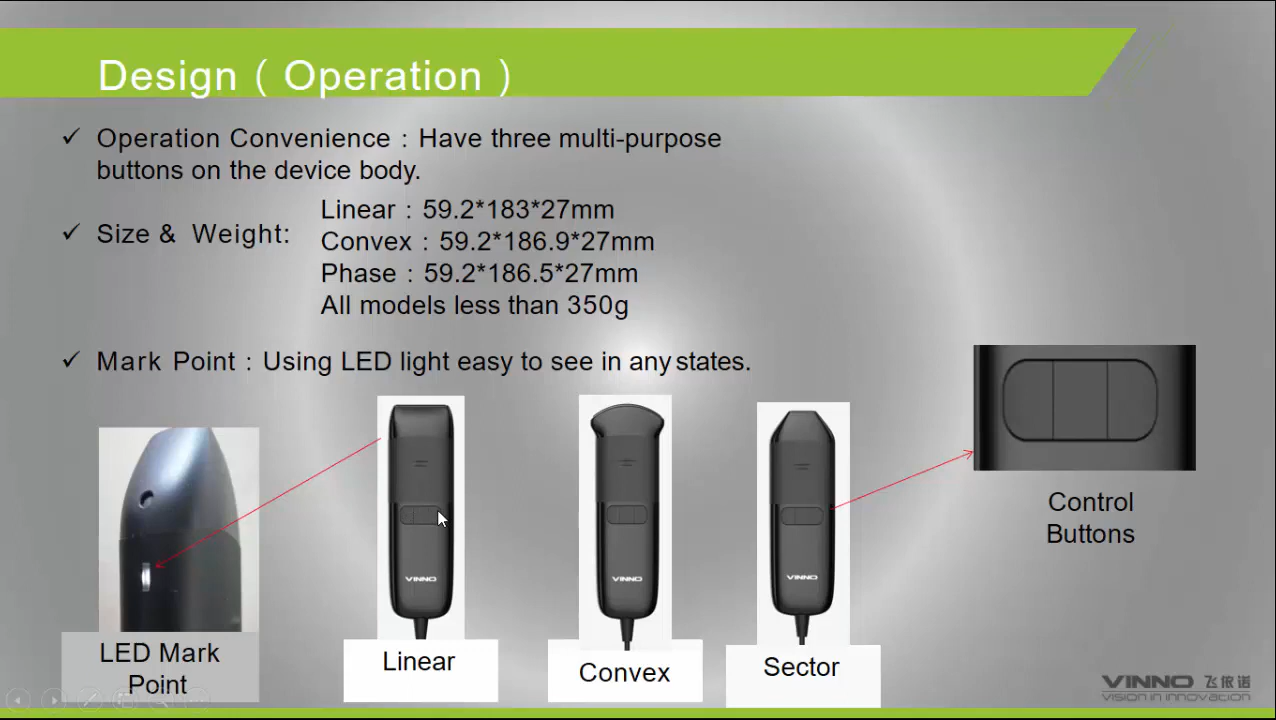 Design（Operation）
✓ Operation Convenience：Have three multi-purpose
buttons on the device body.
✓ Size & Weight:
Linear：59.2*183*27mm
Convex：59.2*186.9*27mm
Phase：59.2*186.5*27mm
All models less than 350g
✓ Mark Point：Using LED light easy to see in any states.
VINNO
VINNO
VINNO
LED Mark
Point
Linear
Convex
Sector
Control
Buttons
VINNO 飞依诺
VISION IN INNOVATION